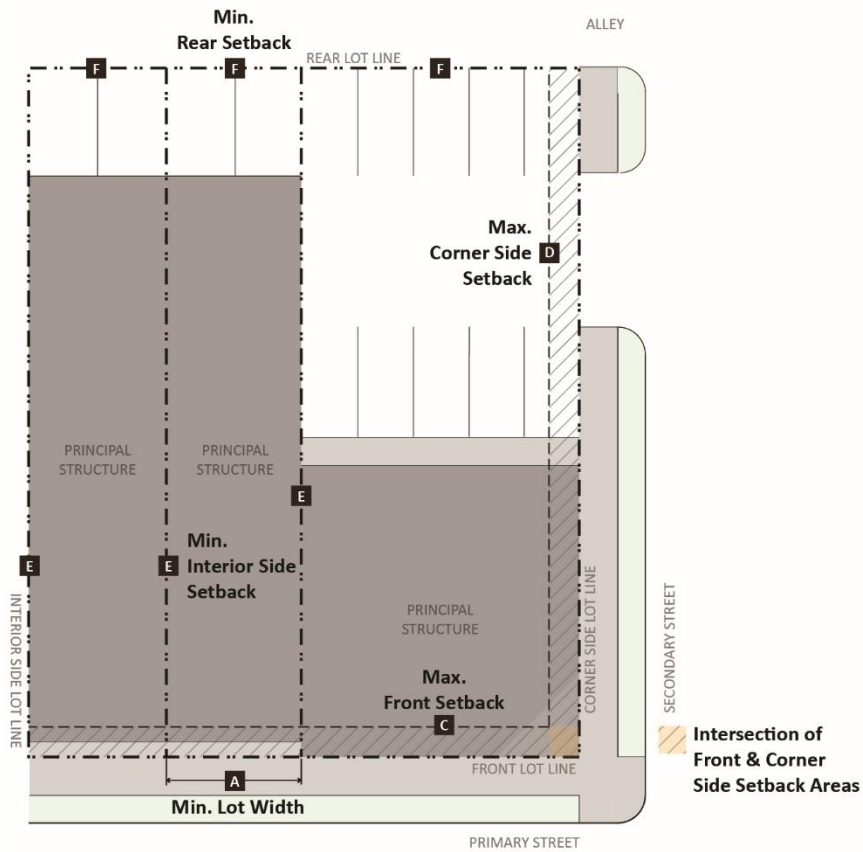 Min.
Rear Setback
ALLEY
REAR LOT LINE
F
F
F
Max.
Corner Side
Setback
D
PRINCIPAL
STRUCTURE
PRINCIPAL
STRUCTURE
E
E
E
Min.
Interior Side
Setback
INTERIOR SIDE LOT LINE
PRINCIPAL
STRUCTURE
CORNER SIDE LOT LINE
SECONDARY STREET
Max.
Front Setback
C
Intersection of
Front & Corner
Side Setback Areas
FRONT LOT LINE
A
Min. Lot Width
PRIMARY STREET